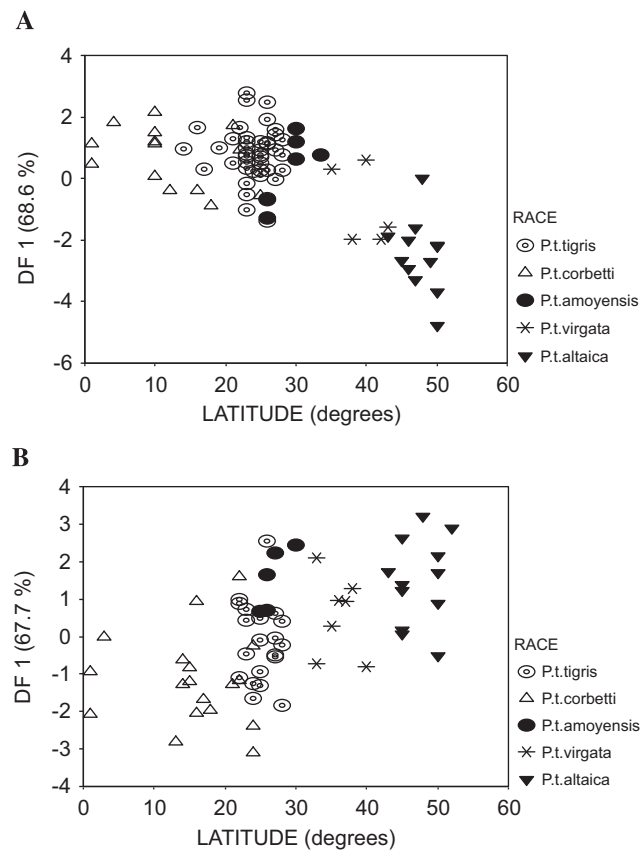 A
4
2
0
-2
-4
-6
DF 1 (68.6 %)
0 10 20 30 40 50 60
LATITUDE (degrees)
RACE
P.t.tigris
P.t.corbetti
P.t.amoyensis
P.t.virgata
P.t.altaica
B
4
3
2
1
0
-1
-2
-3
-4
DF 1 (67.7 %)
0 10 20 30 40 50 60
LATITUDE (degrees)
RACE
P.t.tigris
P.t.corbetti
P.t.amoyensis
P.t.virgata
P.t.altaica